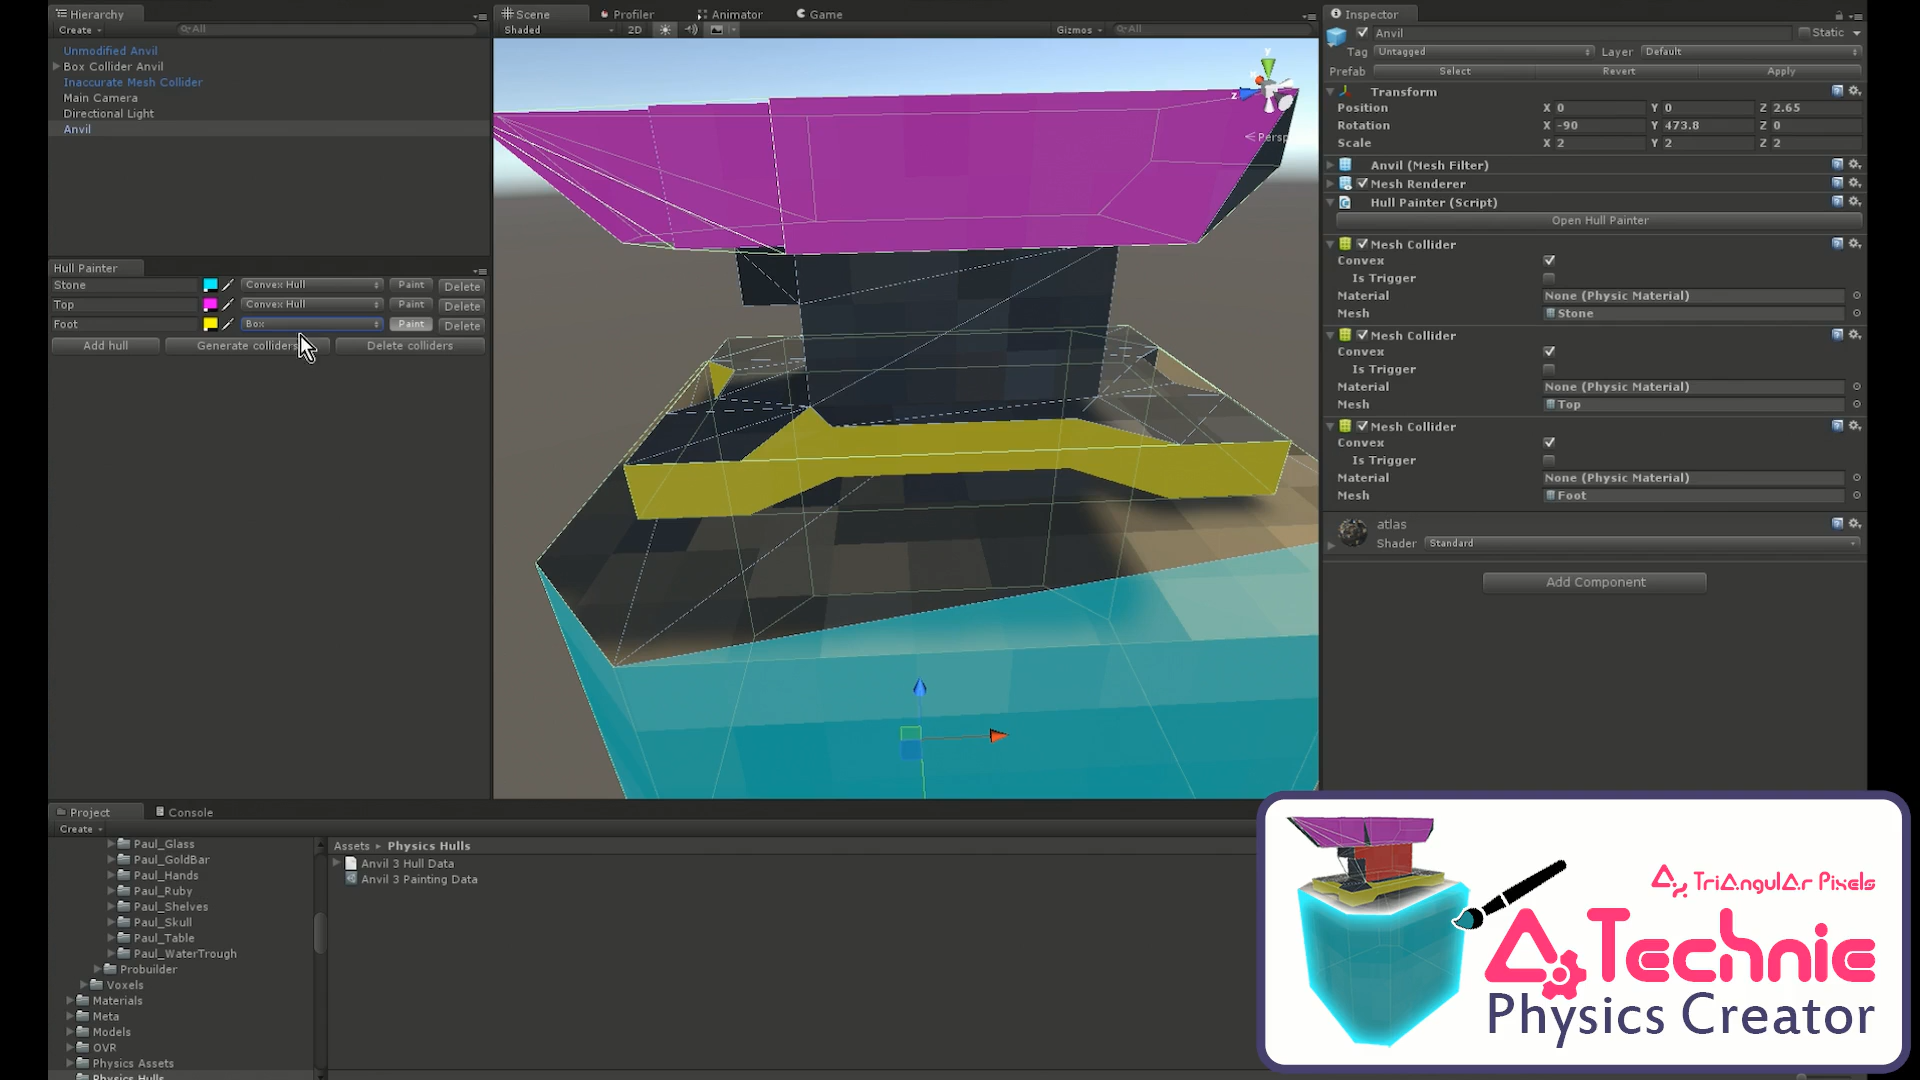 Hierarchy
Create
All
Unmodified Anvil
Box Collider Anvil
Inaccurate Mesh Collider
Main Camera
Directional Light
Anvil
Hull Painter
Stone Convex Hull Paint Delete
Top Convex Hull Paint Delete
Foot Box Paint Delete
Add hull Generate colliders Delete colliders
Scene Profiler Animator Game
Shaded 2D Gizmos All
y
x
z
Persp
Inspector
Anvil Static
Tag Untagged Layer Default
Prefab Select Revert Apply
Transform
Position X 0 Y 0 Z 2.65
Rotation X -90 Y 473.8 Z 0
Scale X 2 Y 2 Z 2
Anvil (Mesh Filter)
Mesh Renderer
Hull Painter (Script)
Open Hull Painter
Mesh Collider
Convex
Is Trigger
Material None (Physic Material)
Mesh Stone
Mesh Collider
Convex
Is Trigger
Material None (Physic Material)
Mesh Top
Mesh Collider
Convex
Is Trigger
Material None (Physic Material)
Mesh Foot
atlas
Shader Standard
Add Component
Project Console
Create
Paul_Glass
Paul_GoldBar
Paul_Hands
Paul_Ruby
Paul_Shelves
Paul_Skull
Paul_Table
Paul_WaterTrough
Probuilder
Voxels
Materials
Meta
Models
OVR
Physics Assets
Physics Hulls
Assets Physics Hulls
Anvil 3 Hull Data
Anvil 3 Painting Data
TriAngulAr Pixels
Technie
Physics Creator